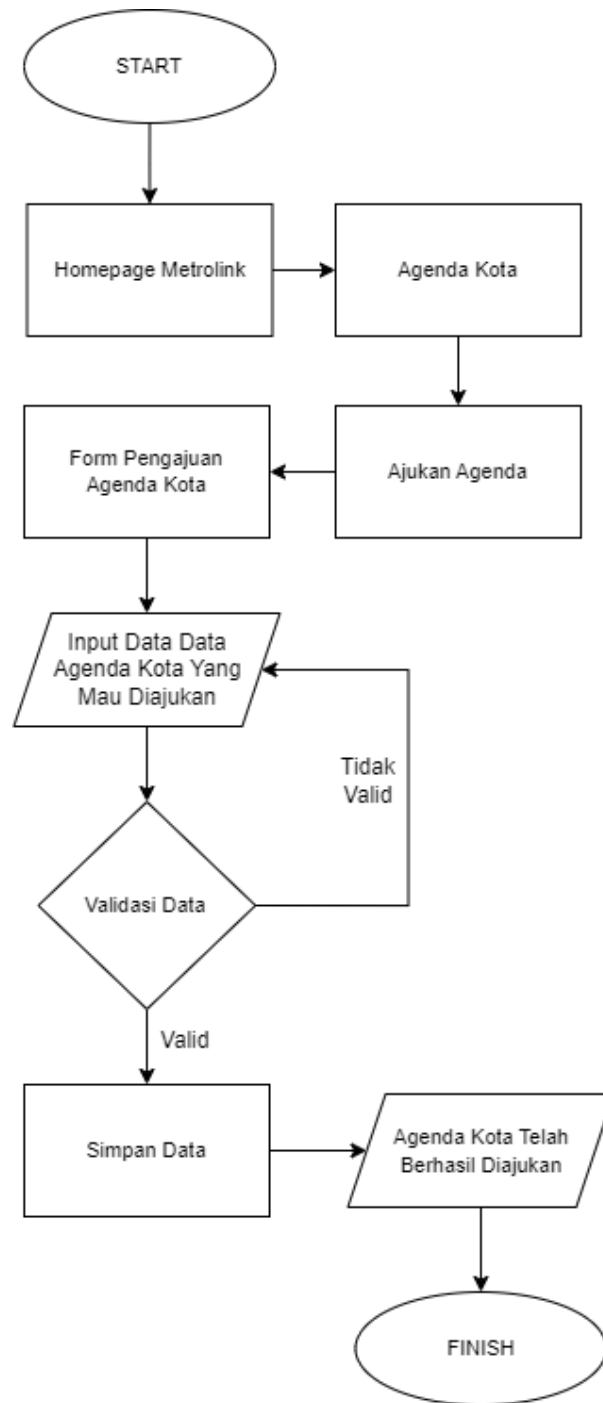 START
Homepage Metrolink
Agenda Kota
Form Pengajuan
Agenda Kota
Ajukan Agenda
Input Data Data
Agenda Kota Yang
Mau Diajukan
Tidak
Valid
Validasi Data
Valid
Simpan Data
Agenda Kota Telah
Berhasil Diajukan
FINISH